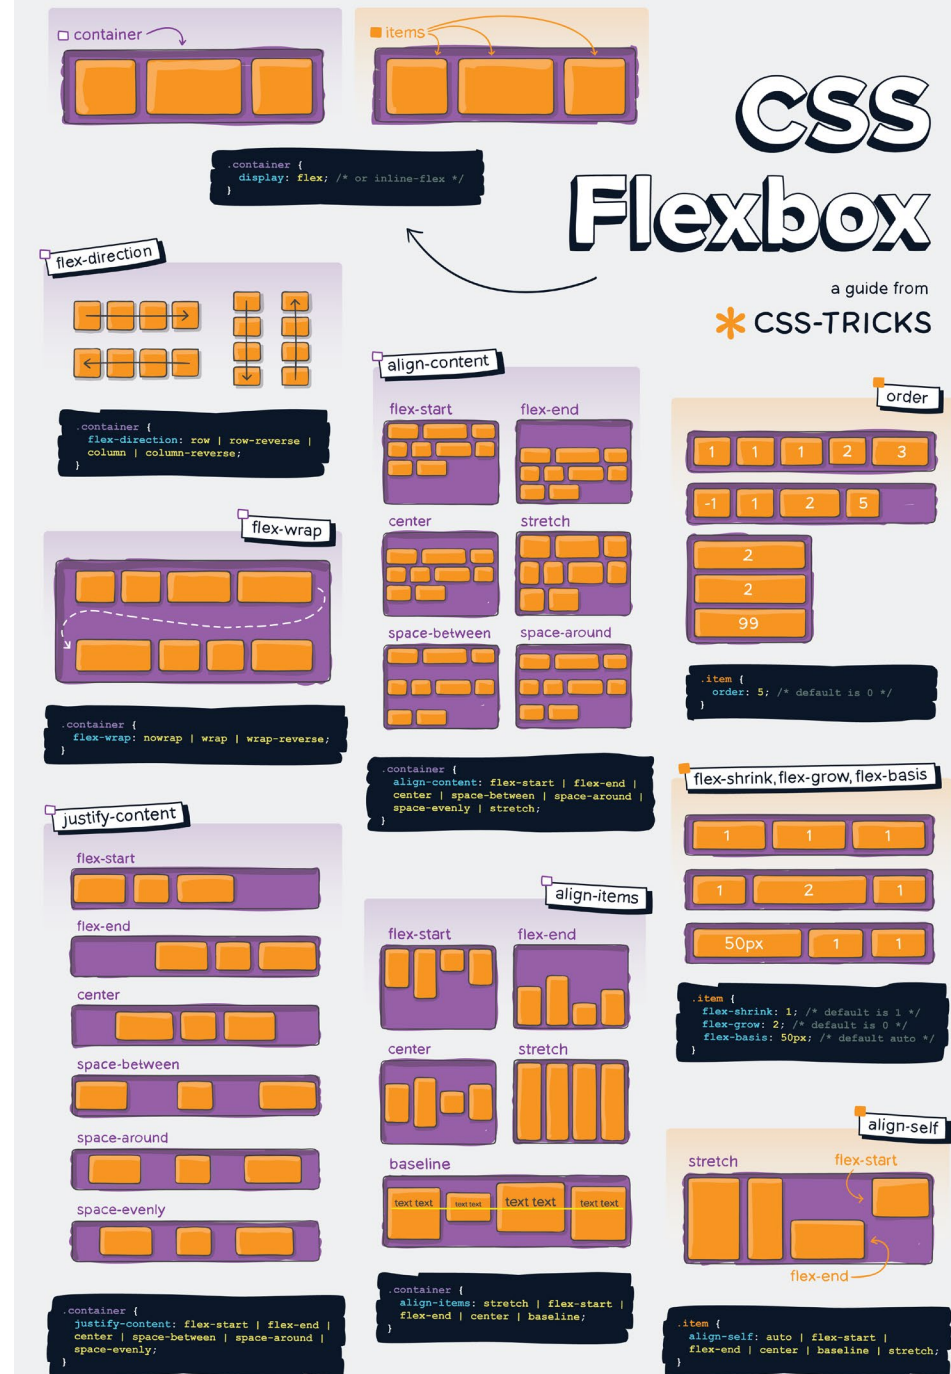 container
items
CSS
Flexbox
a guide from
CSS-TRICKS
.container {
display: flex; /* or inline-flex */
}
flex-direction
.container {
flex-direction: row | row-reverse |
column | column-reverse;
}
flex-wrap
.container {
flex-wrap: nowrap | wrap | wrap-reverse;
}
justify-content
flex-start
flex-end
center
space-between
space-around
space-evenly
.container {
justify-content: flex-start | flex-end |
center | space-between | space-around |
space-evenly;
}
align-content
flex-start flex-end
center stretch
space-between space-around
.container {
align-content: flex-start | flex-end |
center | space-between | space-around |
space-evenly | stretch;
}
align-items
flex-start flex-end
center stretch
baseline
text text text text text text text text
.container {
align-items: stretch | flex-start |
flex-end | center | baseline;
}
order
1 1 1 2 3
-1 1 2 5
2
2
99
.item {
order: 5; /* default is 0 */
}
flex-shrink, flex-grow, flex-basis
1 1 1
1 2 1
50px 1 1
.item {
flex-shrink: 1; /* default is 1 */
flex-grow: 2; /* default is 0 */
flex-basis: 50px; /* default auto */
}
align-self
stretch flex-start
flex-end
.item {
align-self: auto | flex-start |
flex-end | center | baseline | stretch;
}